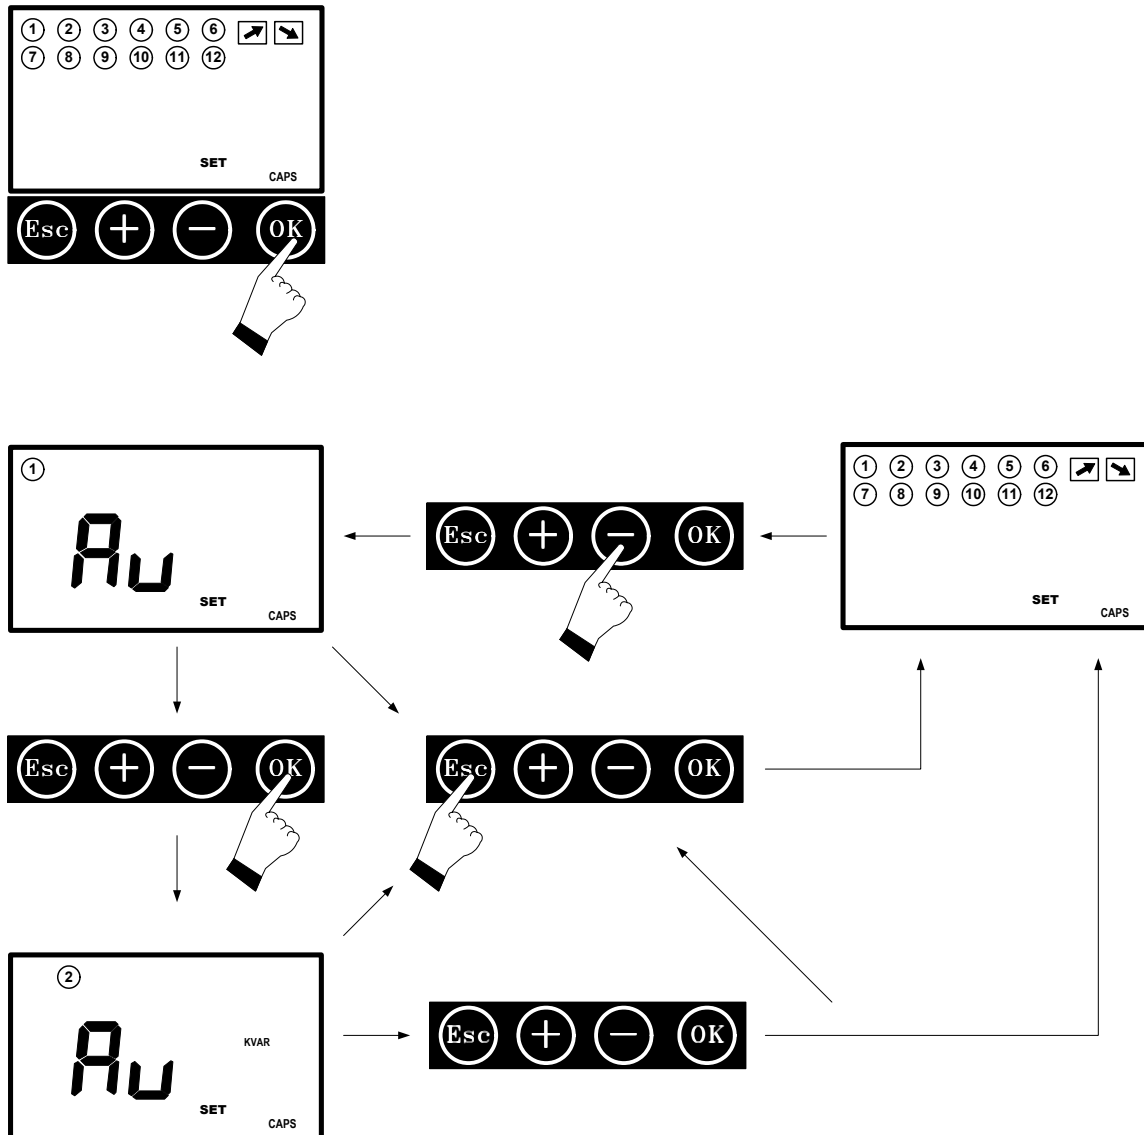 1 2 3 4 5 6
7 8 9 10 11 12
SET
CAPS
Esc + − OK
1
Au
SET
CAPS
Esc + − OK
1 2 3 4 5 6
7 8 9 10 11 12
SET
CAPS
Esc + − OK
Esc + − OK
2
Au
KVAR
SET
CAPS
Esc + − OK